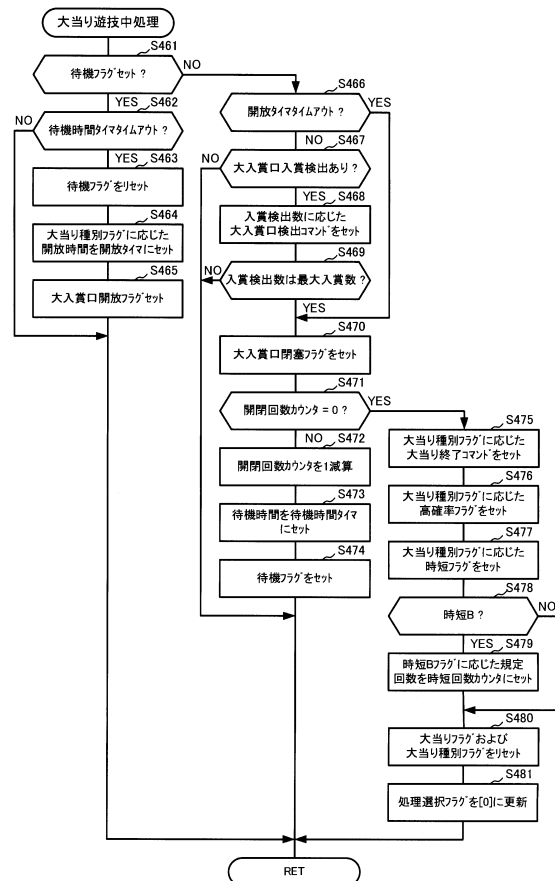 大当り遊技中処理
S461
待機フラグセット ?
NO
YES
S462
NO
待機時間タイマタイムアウト ?
YES
S463
待機フラグをリセット
S464
大当り種別フラグに応じた
開放時間を開放タイマにセット
S465
大入賞口開放フラグセット
S466
開放タイマタイムアウト ?
YES
NO
S467
NO
大入賞口入賞検出あり ?
YES
S468
入賞検出数に応じた
大入賞口検出コマンドをセット
S469
NO
入賞検出数は最大入賞数 ?
YES
S470
大入賞口閉塞フラグをセット
S471
開閉回数カウンタ = 0 ?
YES
NO
S472
開閉回数カウンタを1減算
S473
待機時間を待機時間タイマ
にセット
S474
待機フラグをセット
S475
大当り種別フラグに応じた
大当り終了コマンドをセット
S476
大当り種別フラグに応じた
高確率フラグをセット
S477
大当り種別フラグに応じた
時短フラグをセット
S478
時短B ?
NO
YES
S479
時短Bフラグに応じた規定
回数を時短回数カウンタにセット
S480
大当りフラグおよび
大当り種別フラグをリセット
S481
処理選択フラグを[0]に更新
RET